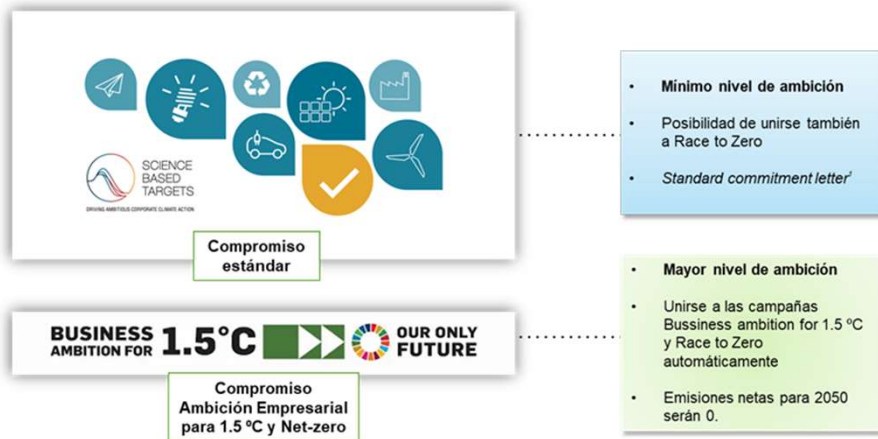 SCIENCE
BASED
TARGETS
DRIVING AMBITIOUS CORPORATE CLIMATE ACTION
Compromiso
estándar
• Mínimo nivel de ambición
• Posibilidad de unirse también
a Race to Zero
• Standard commitment letter¹
BUSINESS
AMBITION FOR 1.5°C
OUR ONLY
FUTURE
Compromiso
Ambición Empresarial
para 1.5 ºC y Net-zero
• Mayor nivel de ambición
• Unirse a las campañas
Bussiness ambition for 1.5 ºC
y Race to Zero
automáticamente
• Emisiones netas para 2050
serán 0.